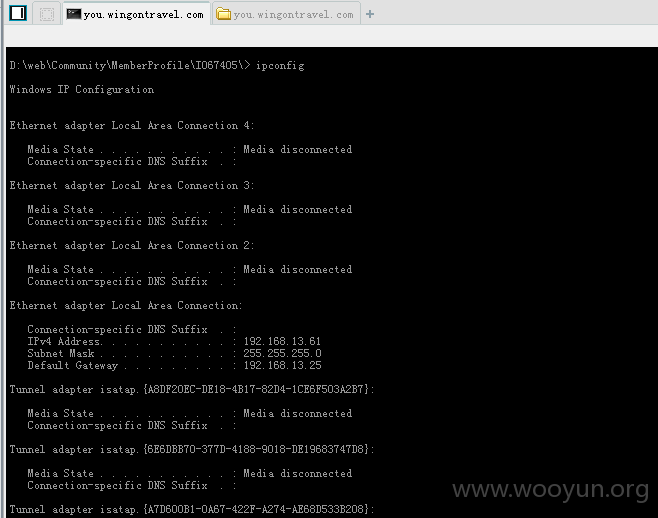 you.wingontravel.com
you.wingontravel.com
D:\web\Community\MemberProfile\IO67405\> ipconfig
Windows IP Configuration
Ethernet adapter Local Area Connection 4:
Media State . . . . . . . . . . . : Media disconnected
Connection-specific DNS Suffix . :
Ethernet adapter Local Area Connection 3:
Media State . . . . . . . . . . . : Media disconnected
Connection-specific DNS Suffix . :
Ethernet adapter Local Area Connection 2:
Media State . . . . . . . . . . . : Media disconnected
Connection-specific DNS Suffix . :
Ethernet adapter Local Area Connection:
Connection-specific DNS Suffix . :
IPv4 Address. . . . . . . . . . . : 192.168.13.61
Subnet Mask . . . . . . . . . . . : 255.255.255.0
Default Gateway . . . . . . . . . : 192.168.13.25
Tunnel adapter isatap.{A8DF20EC-DE18-4B17-82D4-1CE6F503A2B7}:
Media State . . . . . . . . . . . : Media disconnected
Connection-specific DNS Suffix . :
Tunnel adapter isatap.{6E6DBB70-377D-4188-9018-DE19683747D8}:
Media State . . . . . . . . . . . : Media disconnected
Connection-specific DNS Suffix . :
Tunnel adapter isatap.{A7D600B1-0A67-422F-A274-AE68D533B208}:
www.wooyun.org